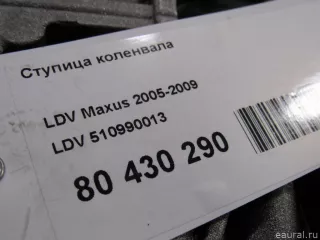 Ступица коленвала
LDV Maxus 2005-2009
LDV 510990013
80 430 290
eaural.ru